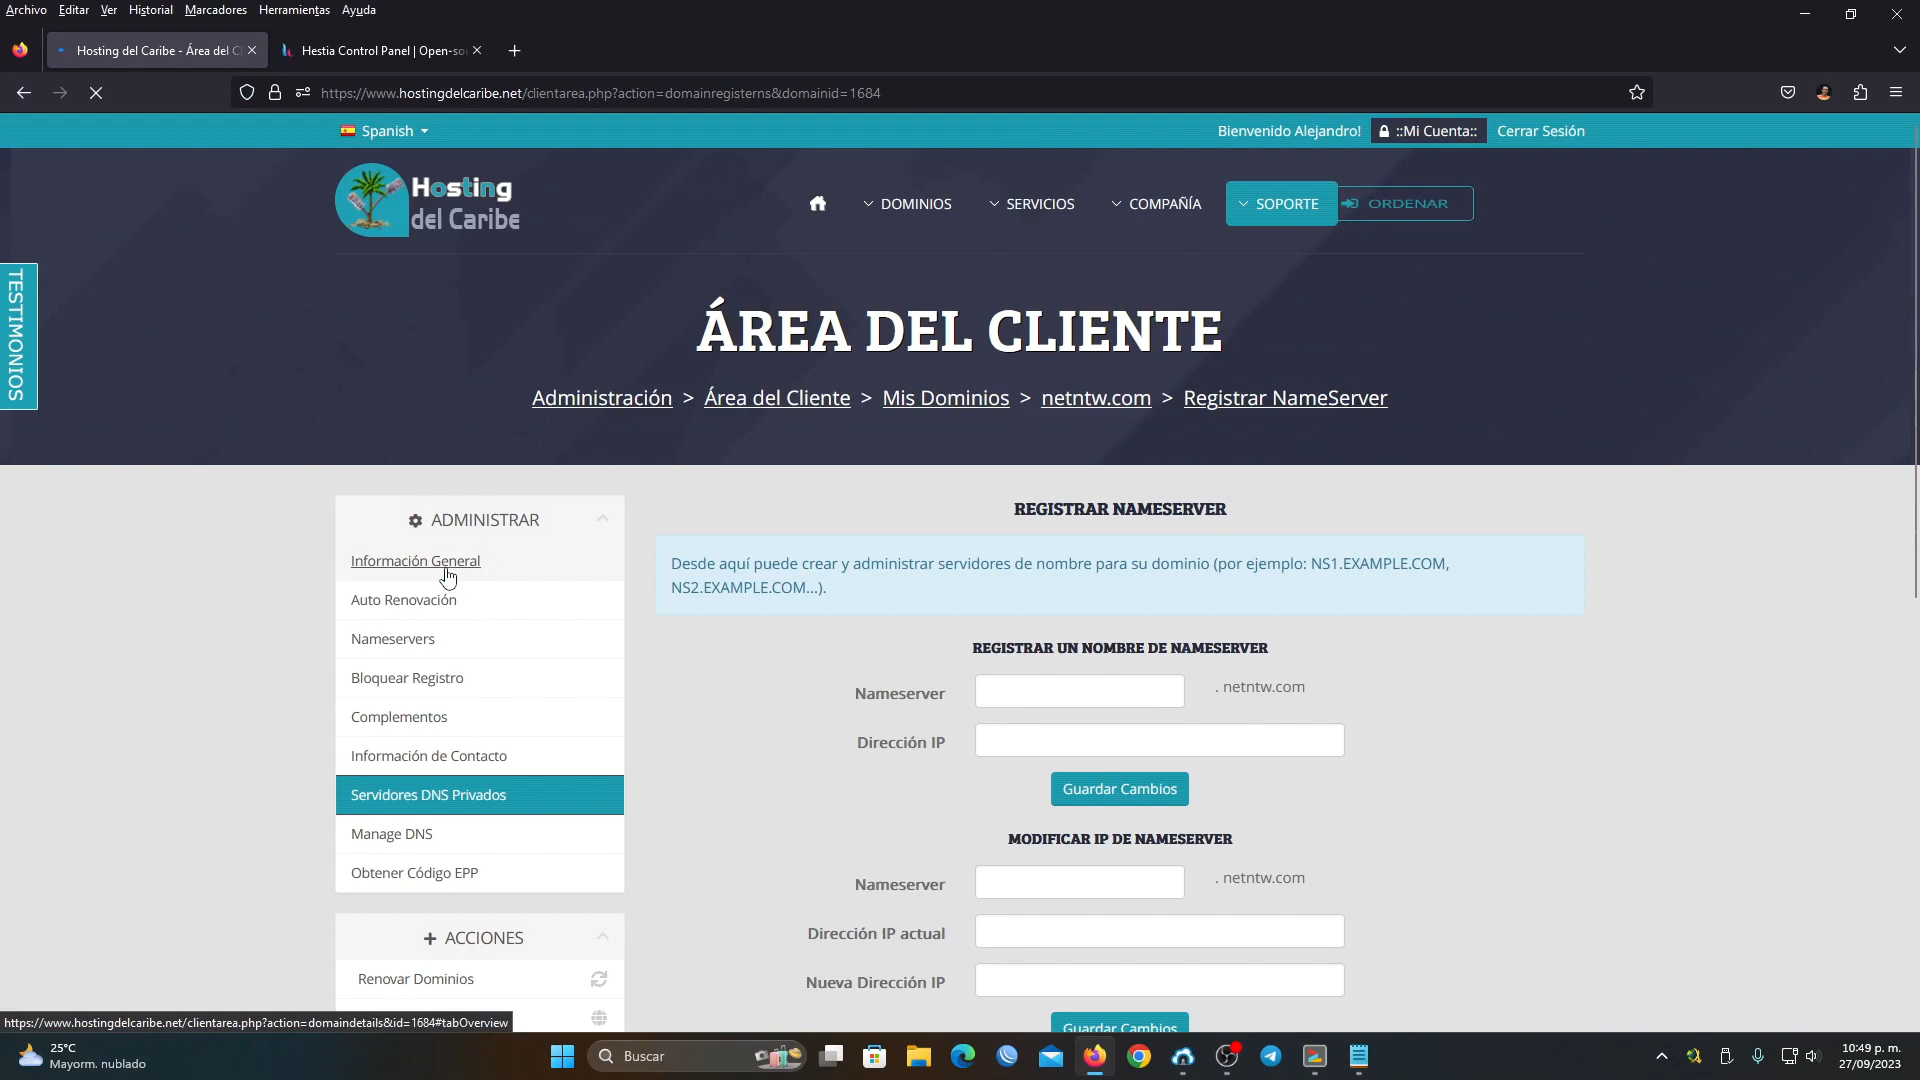 Archivo Editar Ver Historial Marcadores Herramientas Ayuda
Hosting del Caribe - Área del Cl
Hestia Control Panel | Open-sou
https://www.hostingdelcaribe.net/clientarea.php?action=domainregisterns&domainid=1684
Spanish
Bienvenido Alejandro!
::Mi Cuenta::
Cerrar Sesión
Hosting
del Caribe
DOMINIOS
SERVICIOS
COMPAÑÍA
SOPORTE
ORDENAR
TESTIMONIOS
ÁREA DEL CLIENTE
Administración > Área del Cliente > Mis Dominios > netntw.com > Registrar NameServer
ADMINISTRAR
Información General
Auto Renovación
Nameservers
Bloquear Registro
Complementos
Información de Contacto
Servidores DNS Privados
Manage DNS
Obtener Código EPP
ACCIONES
Renovar Dominios
REGISTRAR NAMESERVER
Desde aquí puede crear y administrar servidores de nombre para su dominio (por ejemplo: NS1.EXAMPLE.COM,
NS2.EXAMPLE.COM...).
REGISTRAR UN NOMBRE DE NAMESERVER
Nameserver
. netntw.com
Dirección IP
Guardar Cambios
MODIFICAR IP DE NAMESERVER
Nameserver
. netntw.com
Dirección IP actual
Nueva Dirección IP
Guardar Cambios
https://www.hostingdelcaribe.net/clientarea.php?action=domaindetails&id=1684#tabOverview
25°C
Mayorm. nublado
Buscar
10:49 p. m.
27/09/2023